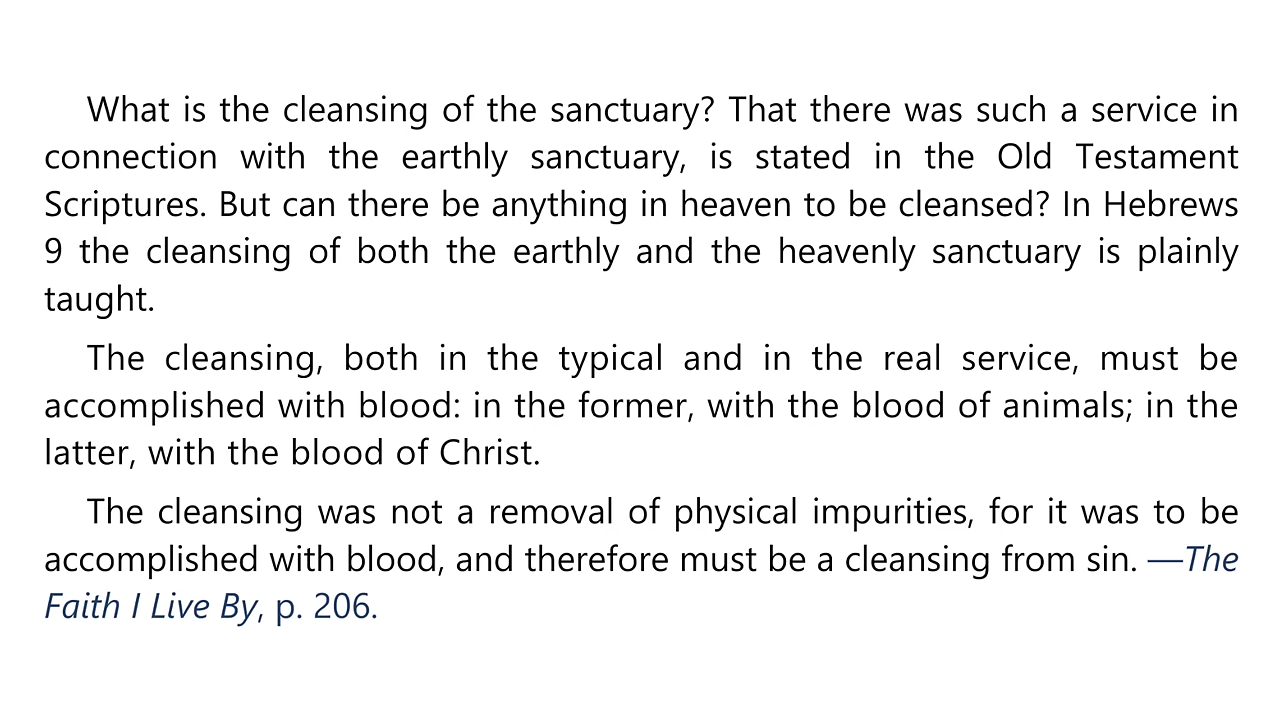 What is the cleansing of the sanctuary? That there was such a service in
connection with the earthly sanctuary, is stated in the Old Testament
Scriptures. But can there be anything in heaven to be cleansed? In Hebrews
9 the cleansing of both the earthly and the heavenly sanctuary is plainly
taught.
The cleansing, both in the typical and in the real service, must be
accomplished with blood: in the former, with the blood of animals; in the
latter, with the blood of Christ.
The cleansing was not a removal of physical impurities, for it was to be
accomplished with blood, and therefore must be a cleansing from sin. —The
Faith I Live By, p. 206.